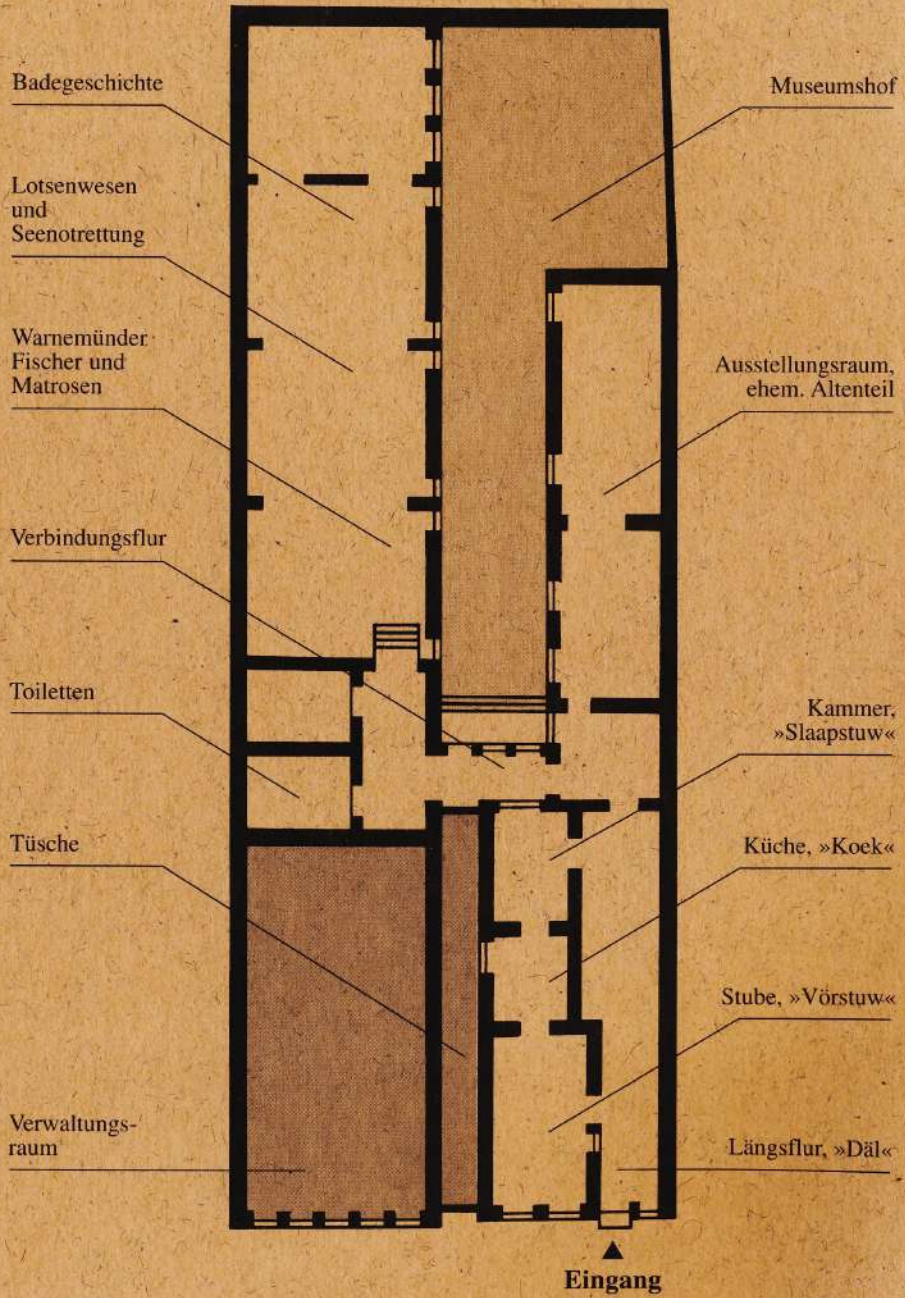 Badegeschichte
Lotsenwesen
und
Seenotrettung
Warnemünder
Fischer und
Matrosen
Verbindungsflur
Toiletten
Tüsche
Verwaltungs-
raum
Museumshof
Ausstellungsraum,
ehem. Altenteil
Kammer,
»Slaapstuw«
Küche, »Koek«
Stube, »Vörstuw«
Längsflur, »Däl«
Eingang